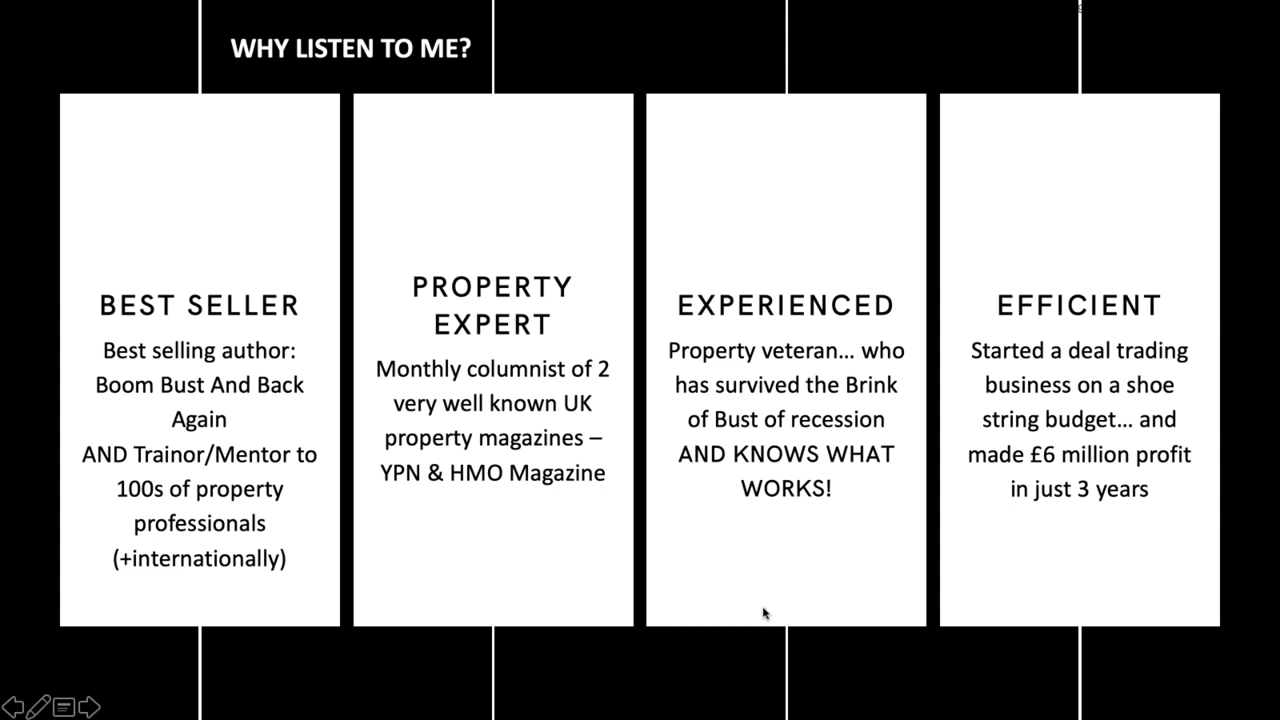 WHY LISTEN TO ME?
BEST SELLER
Best selling author:
Boom Bust And Back
Again
AND Trainor/Mentor to
100s of property
professionals
(+internationally)
PROPERTY
EXPERT
Monthly columnist of 2
very well known UK
property magazines –
YPN & HMO Magazine
EXPERIENCED
Property veteran... who
has survived the Brink
of Bust of recession
AND KNOWS WHAT
WORKS!
EFFICIENT
Started a deal trading
business on a shoe
string budget... and
made £6 million profit
in just 3 years